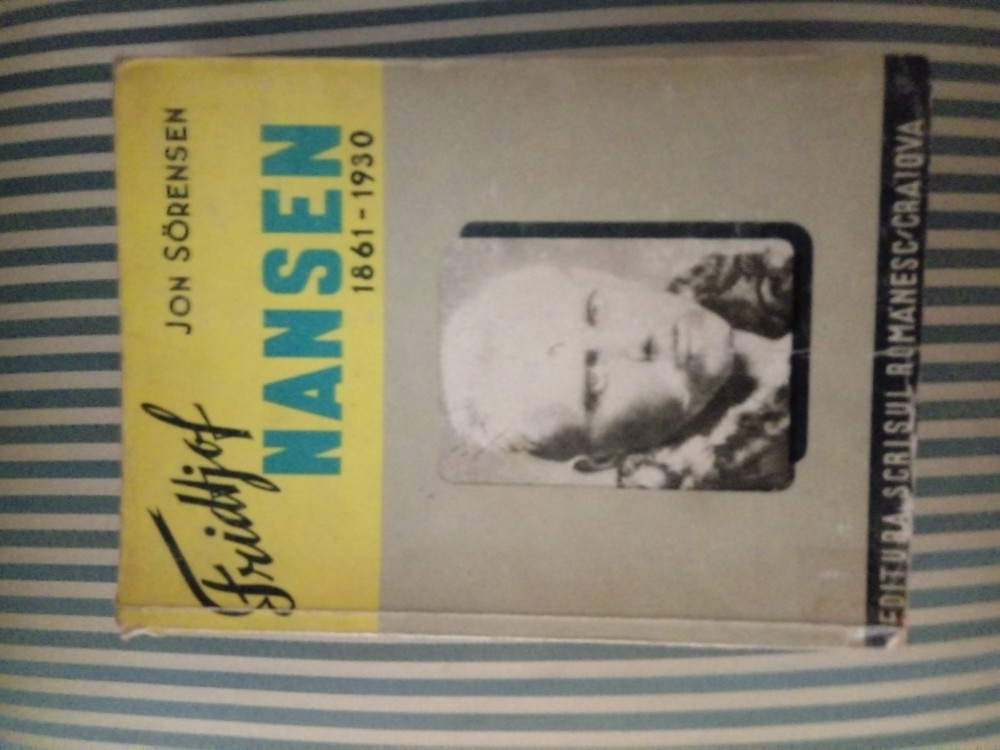 JON SÖRENSEN
Fridtjof
NANSEN
1861-1930
EDITURA SCRISUL ROMÂNESC/CRAIOVA